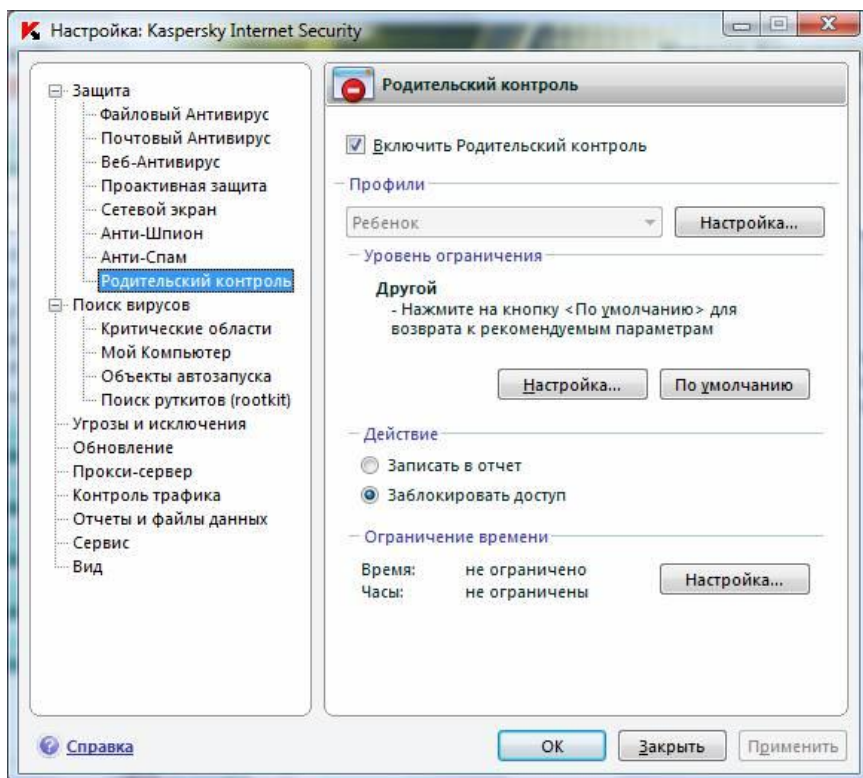 Настройка: Kaspersky Internet Security
Защита
Файловый Антивирус
Почтовый Антивирус
Веб-Антивирус
Проактивная защита
Сетевой экран
Анти-Шпион
Анти-Спам
Родительский контроль
Поиск вирусов
Критические области
Мой Компьютер
Объекты автозапуска
Поиск руткитов (rootkit)
Угрозы и исключения
Обновление
Прокси-сервер
Контроль трафика
Отчеты и файлы данных
Сервис
Вид
Родительский контроль
Включить Родительский контроль
Профили
Ребенок
Настройка...
Уровень ограничения
Другой
- Нажмите на кнопку <По умолчанию> для
возврата к рекомендуемым параметрам
Настройка... По умолчанию
Действие
Записать в отчет
Заблокировать доступ
Ограничение времени
Время: не ограничено
Часы: не ограничены
Настройка...
Справка
ОК Закрыть Применить